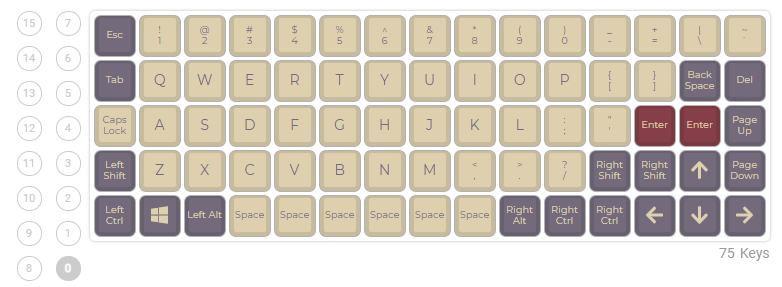 15 7
Esc ! @ # $ % ^ & * ( ) _ + | ~
1 2 3 4 5 6 7 8 9 0 - = \ `
14 6
Tab Q W E R T Y U I O P { } Back Space Del
[ ]
13 5
12 4
Caps Lock A S D F G H J K L : " Enter Enter Page Up
; '
11 3
Left Shift Z X C V B N M < > ? Right Shift Right Shift ↑ Page Down
, . /
10 2
Left Ctrl Left Alt Space Space Space Space Space Space Right Alt Right Ctrl Right Ctrl ← ↓ →
9 1
8 0
75 Keys